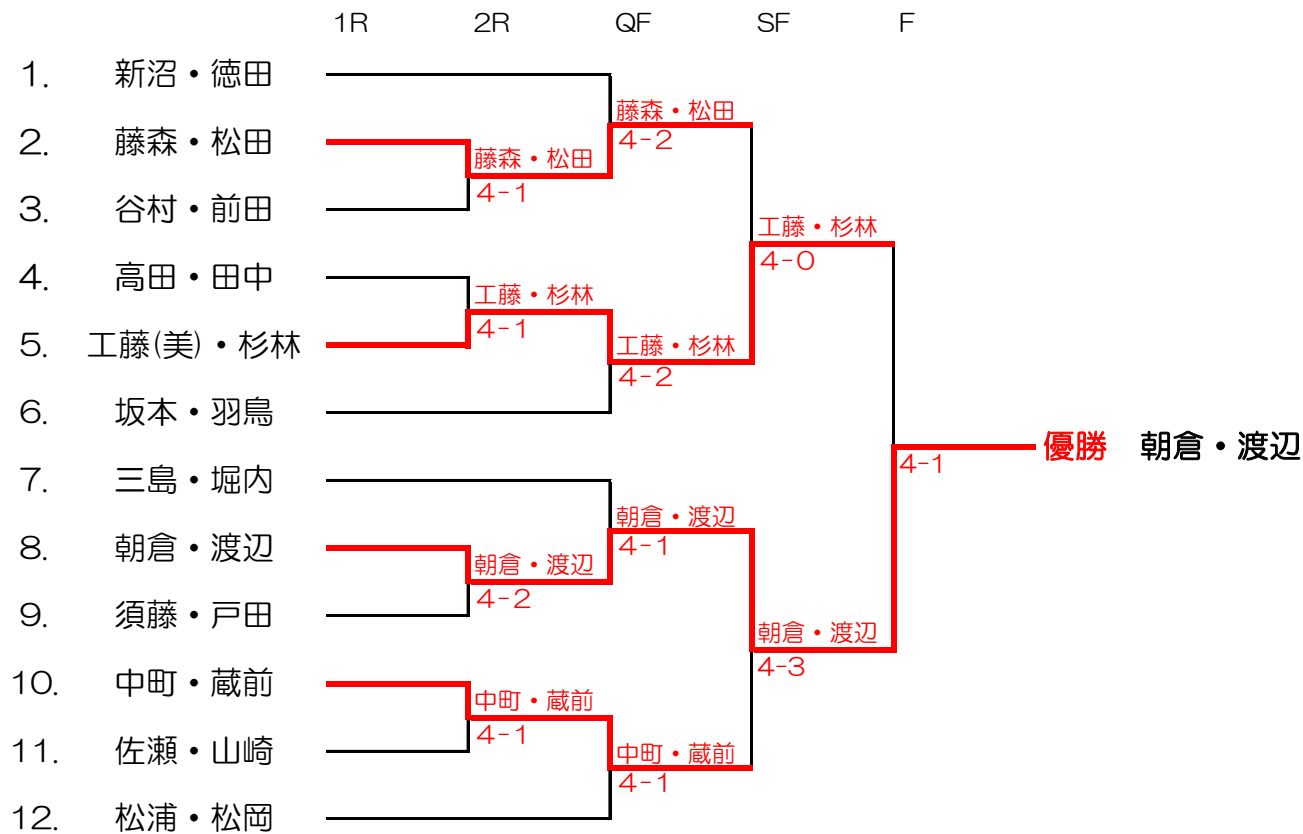 1R 2R QF SF F
1. 新沼・徳田
藤森・松田
2. 藤森・松田
4-2
藤森・松田
4-1
3. 谷村・前田
工藤・杉林
4-0
4. 高田・田中
工藤・杉林
4-1
5. 工藤(美)・杉林
工藤・杉林
4-2
6. 坂本・羽鳥
優勝 朝倉・渡辺
4-1
7. 三島・堀内
朝倉・渡辺
4-1
8. 朝倉・渡辺
朝倉・渡辺
4-2
9. 須藤・戸田
朝倉・渡辺
4-3
10. 中町・蔵前
中町・蔵前
4-1
11. 佐瀬・山崎
中町・蔵前
4-1
12. 松浦・松岡